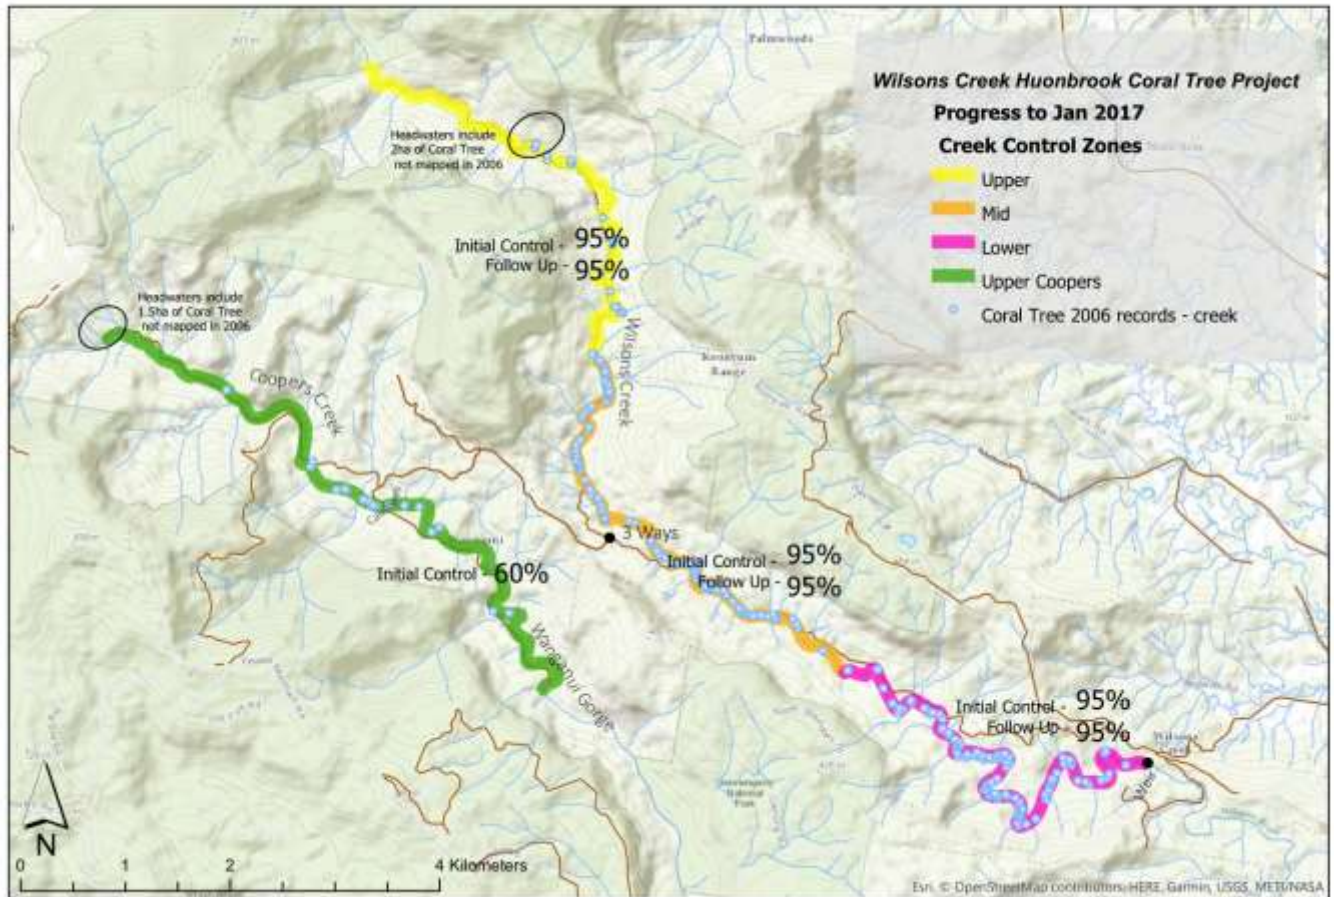 Wilsons Creek Huonbrook Coral Tree Project
Progress to Jan 2017
Creek Control Zones
Upper
Mid
Lower
Upper Coopers
Coral Tree 2006 records - creek
Headwaters include
2ha of Coral Tree
not mapped in 2006
Initial Control - 95%
Follow Up - 95%
Headwaters include
1.5ha of Coral Tree
not mapped in 2006
Wilsons Creek
Coopers Creek
Koonyum
Range
Palmwoods
3 Ways
Initial Control - 95%
Follow Up - 95%
Initial Control - 60%
Wanganui Gorge
Initial Control - 95%
Follow Up - 95%
Weir
N
0 1 2 4 Kilometers
Esri, © OpenStreetMap contributors, HERE, Garmin, USGS, METI/NASA